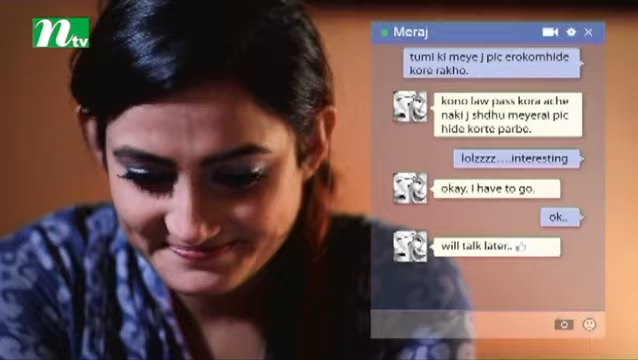 ntv
Meraj
tumi ki meye j pic erokomhide
kore rakho.
kono law pass kora ache
naki j shdhu meyerai pic
hide korte parbe.
lolzzzz....interesting
okay, I have to go.
ok..
will talk later..